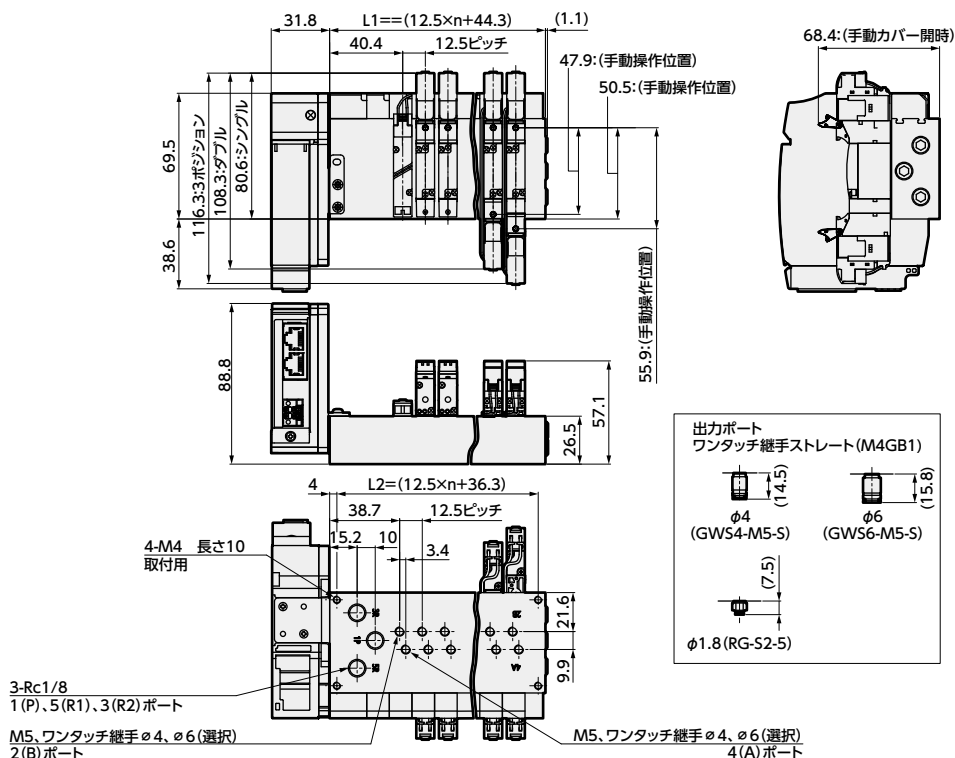 31.8
L1==(12.5×n+44.3)
(1.1)
40.4
12.5ピッチ
47.9:(手動操作位置)
50.5:(手動操作位置)
68.4:(手動カバー開時)
116.3:3ポジション
108.3:ダブル
80.6:シングル
69.5
38.6
55.9:(手動操作位置)
88.8
26.5
57.1
4
L2=(12.5×n+36.3)
38.7
12.5ピッチ
15.2
10
3.4
4-M4 長さ10
取付用
3R
1P
5R
2B
4A
21.6
9.9
3-Rc1/8
1(P)、5(R1)、3(R2)ポート
M5、ワンタッチ継手ø4、ø6(選択)
2(B)ポート
M5、ワンタッチ継手ø4、ø6(選択)
4(A)ポート
出力ポート
ワンタッチ継手ストレート(M4GB1)
(14.5)
φ4
(GWS4-M5-S)
(15.8)
φ6
(GWS6-M5-S)
(7.5)
φ1.8(RG-S2-5)